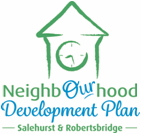 NeighbOurhood
Development Plan
Salehurst & Robertsbridge